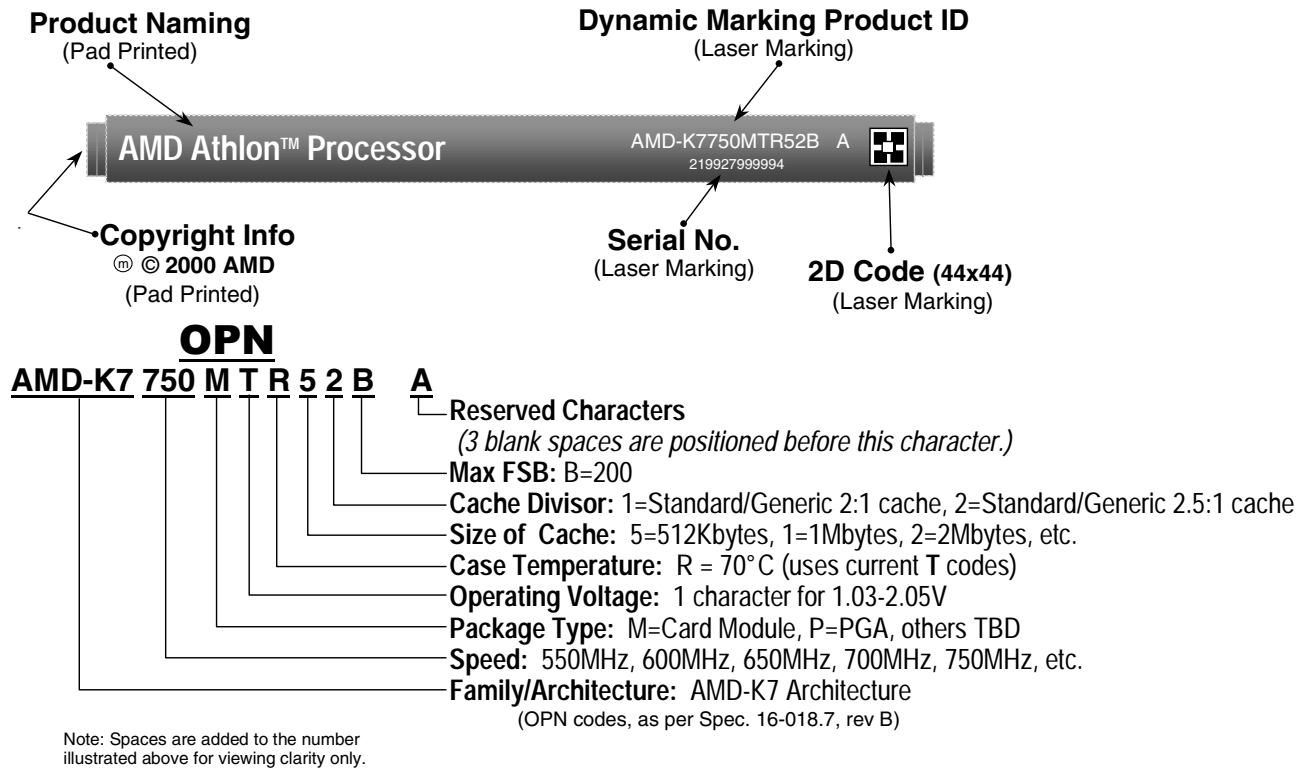 Product Naming
(Pad Printed)
Dynamic Marking Product ID
(Laser Marking)
AMD Athlon™ Processor
AMD-K7750MTR52B A
219927999994
Copyright Info
ⓜ © 2000 AMD
(Pad Printed)
Serial No.
(Laser Marking)
2D Code (44x44)
(Laser Marking)
OPN
AMD-K7 750 M T R 5 2 B A
Reserved Characters
(3 blank spaces are positioned before this character.)
Max FSB: B=200
Cache Divisor: 1=Standard/Generic 2:1 cache, 2=Standard/Generic 2.5:1 cache
Size of Cache: 5=512Kbytes, 1=1Mbytes, 2=2Mbytes, etc.
Case Temperature: R = 70°C (uses current T codes)
Operating Voltage: 1 character for 1.03-2.05V
Package Type: M=Card Module, P=PGA, others TBD
Speed: 550MHz, 600MHz, 650MHz, 700MHz, 750MHz, etc.
Family/Architecture: AMD-K7 Architecture
(OPN codes, as per Spec. 16-018.7, rev B)
Note: Spaces are added to the number
illustrated above for viewing clarity only.